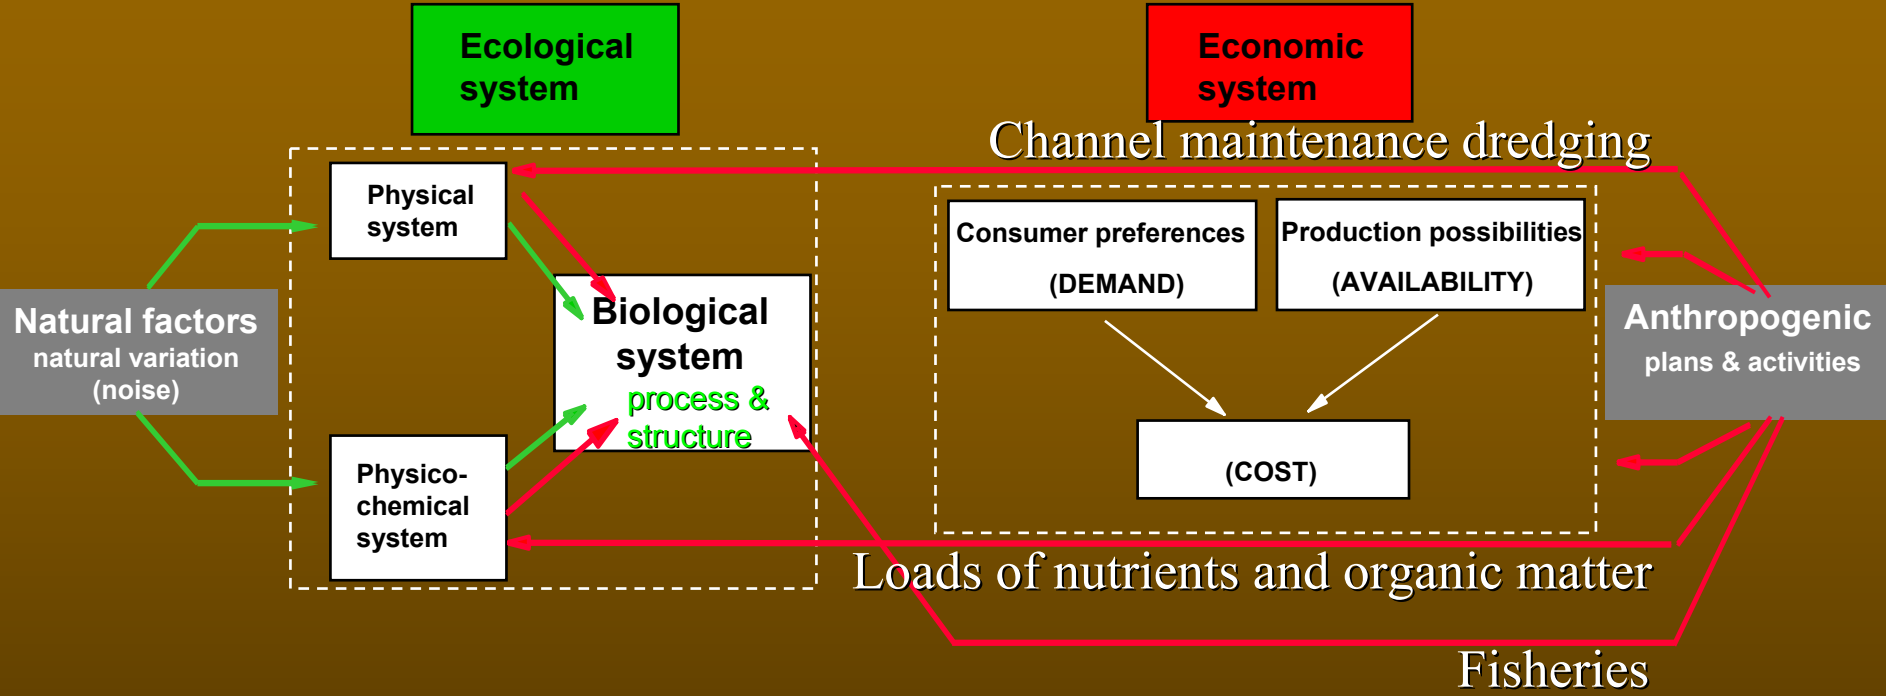 Ecological
system
Economic
system
Channel maintenance dredging
Physical
system
Consumer preferences
(DEMAND)
Production possibilities
(AVAILABILITY)
Natural factors
natural variation
(noise)
Biological
system
process &
structure
Anthropogenic
plans & activities
Physico-
chemical
system
(COST)
Loads of nutrients and organic matter
Fisheries